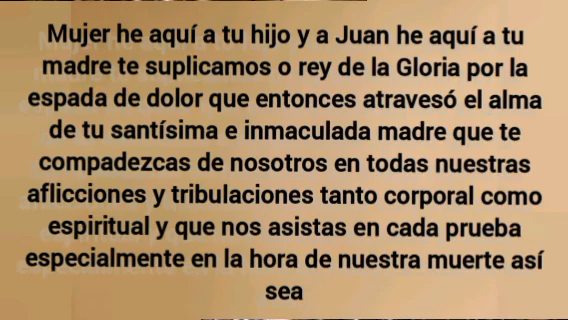 Mujer he aquí a tu hijo y a Juan he aquí a tu
madre te suplicamos o rey de la Gloria por la
espada de dolor que entonces atravesó el alma
de tu santísima e inmaculada madre que te
compadezcas de nosotros en todas nuestras
aflicciones y tribulaciones tanto corporal como
espiritual y que nos asistas en cada prueba
especialmente en la hora de nuestra muerte así
sea